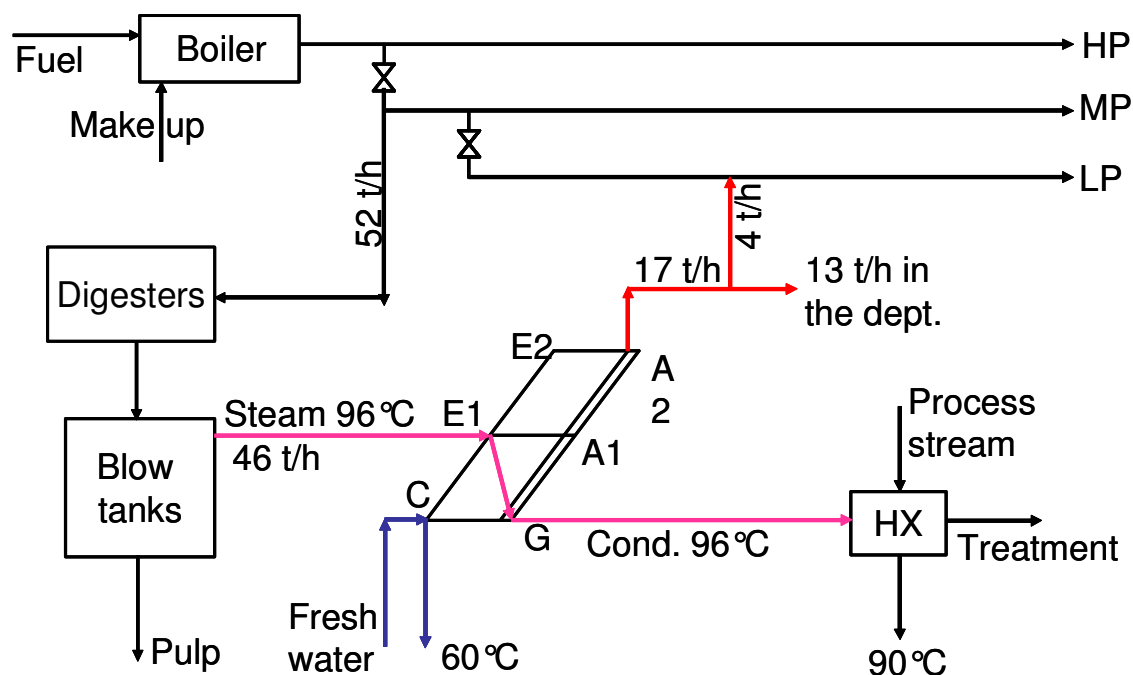 Fuel
Boiler
Make up
HP
MP
LP
52 t/h
4 t/h
17 t/h
13 t/h in
the dept.
Digesters
E2
A
2
Steam 96°C
E1
46 t/h
A1
Blow
tanks
C
G
Cond. 96°C
Process
stream
HX
Treatment
Fresh
water
60°C
90°C
Pulp